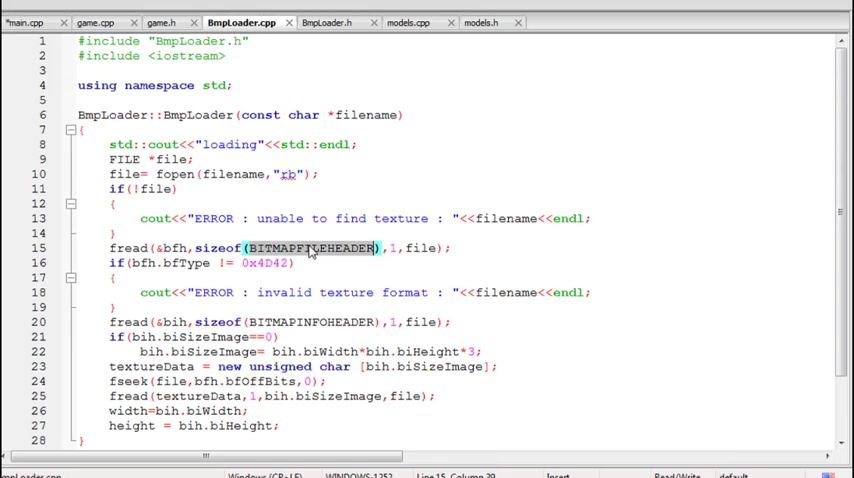 *main.cpp game.cpp game.h BmpLoader.cpp BmpLoader.h models.cpp models.h
1 #include "BmpLoader.h"
2 #include <iostream>
3
4 using namespace std;
5
6 BmpLoader::BmpLoader(const char *filename)
7 {
8 std::cout<<"loading"<<std::endl;
9 FILE *file;
10 file= fopen(filename,"rb");
11 if(!file)
12 {
13 cout<<"ERROR : unable to find texture : "<<filename<<endl;
14 }
15 fread(&bfh,sizeof(BITMAPFILEHEADER),1,file);
16 if(bfh.bfType != 0x4D42)
17 {
18 cout<<"ERROR : invalid texture format : "<<filename<<endl;
19 }
20 fread(&bih,sizeof(BITMAPINFOHEADER),1,file);
21 if(bih.biSizeImage==0)
22 bih.biSizeImage= bih.biWidth*bih.biHeight*3;
23 textureData = new unsigned char [bih.biSizeImage];
24 fseek(file,bfh.bfOffBits,0);
25 fread(textureData,1,bih.biSizeImage,file);
26 width=bih.biWidth;
27 height = bih.biHeight;
28 }
mpLoader.cpp Windows (CR+LF) WINDOWS-1252 Line 15, Column 39 Insert Read/Write default